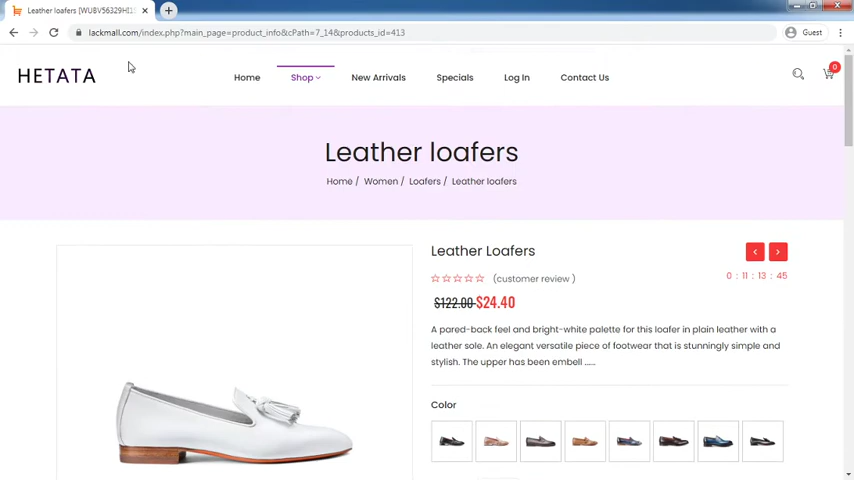 Leather loafers [WUBV56329HI1
lackmall.com/index.php?main_page=product_info&cPath=7_14&products_id=413
Guest
HETATA
Home
Shop
New Arrivals
Specials
Log In
Contact Us
0
Leather loafers
Home / Women / Loafers / Leather loafers
Leather Loafers
(customer review )
0 : 11 : 13 : 45
$122.00 $24.40
A pared-back feel and bright-white palette for this loafer in plain leather with a
leather sole. An elegant versatile piece of footwear that is stunningly simple and
stylish. The upper has been embell ......
Color